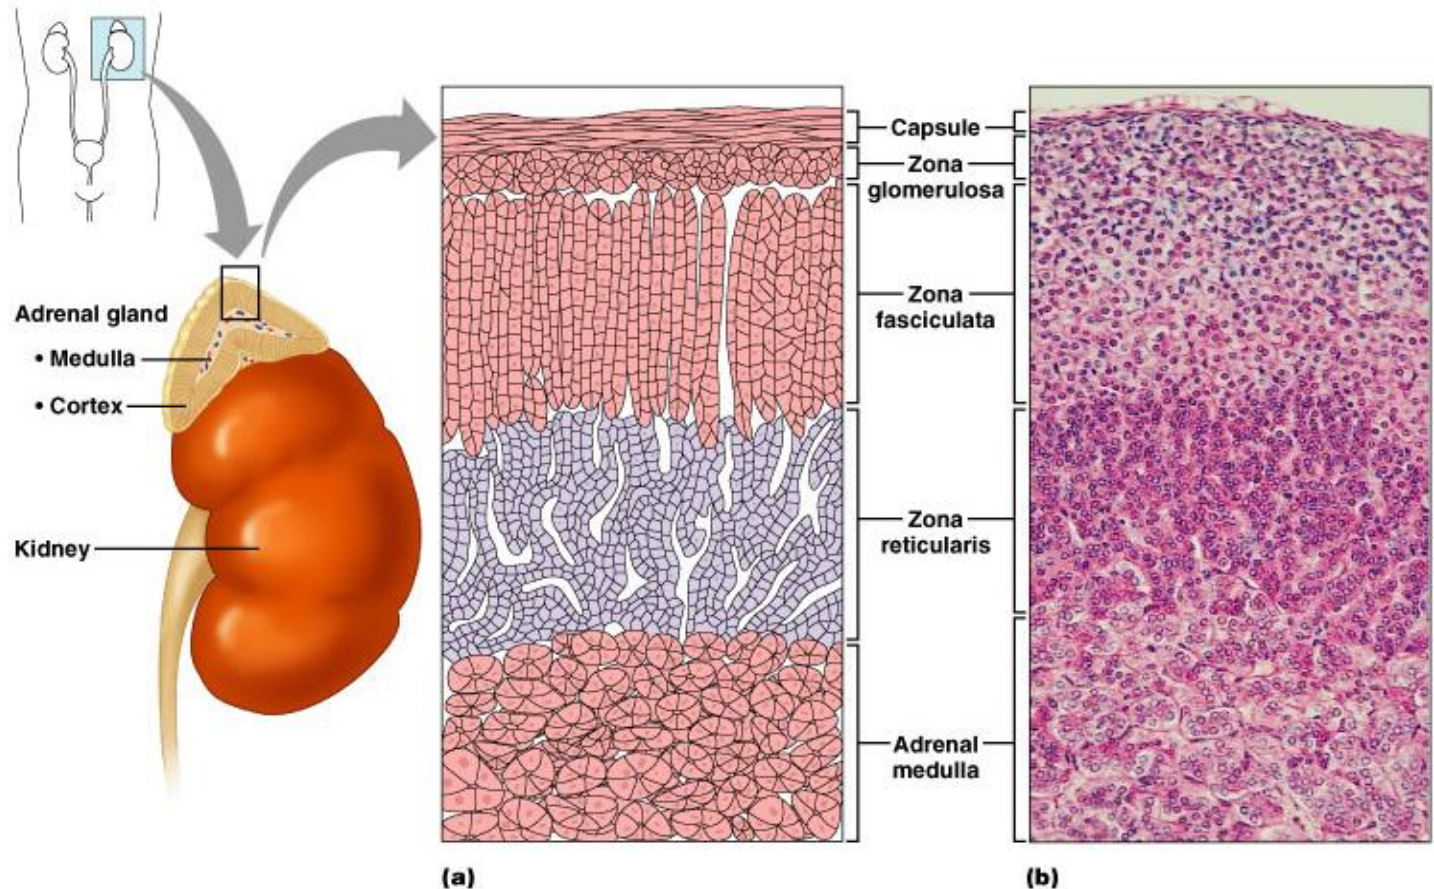 Adrenal gland
• Medulla
• Cortex
Kidney
Capsule
Zona
glomerulosa
Zona
fasciculata
Zona
reticularis
Adrenal
medulla
(a)
(b)